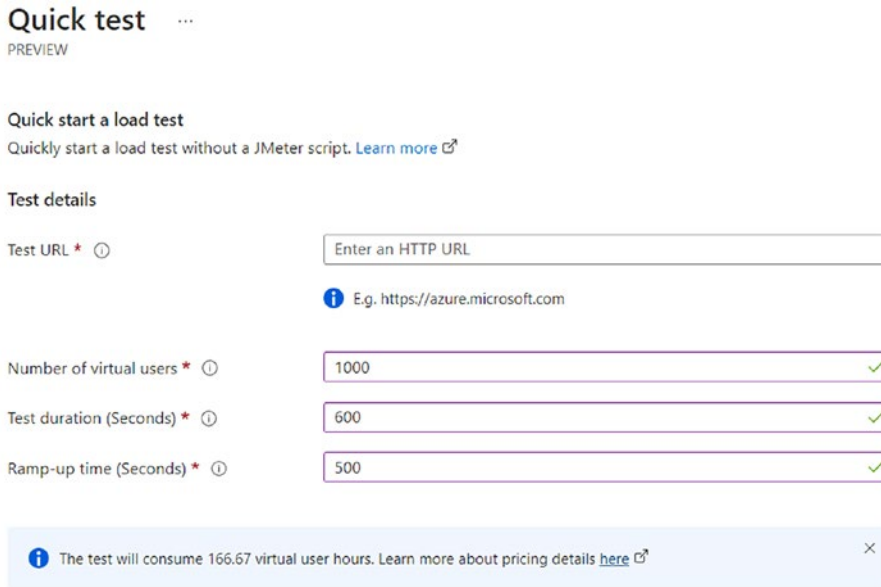 Quick test ...
PREVIEW
Quick start a load test
Quickly start a load test without a JMeter script. Learn more
Test details
Test URL * Enter an HTTP URL
E.g. https://azure.microsoft.com
Number of virtual users * 1000
Test duration (Seconds) * 600
Ramp-up time (Seconds) * 500
The test will consume 166.67 virtual user hours. Learn more about pricing details here